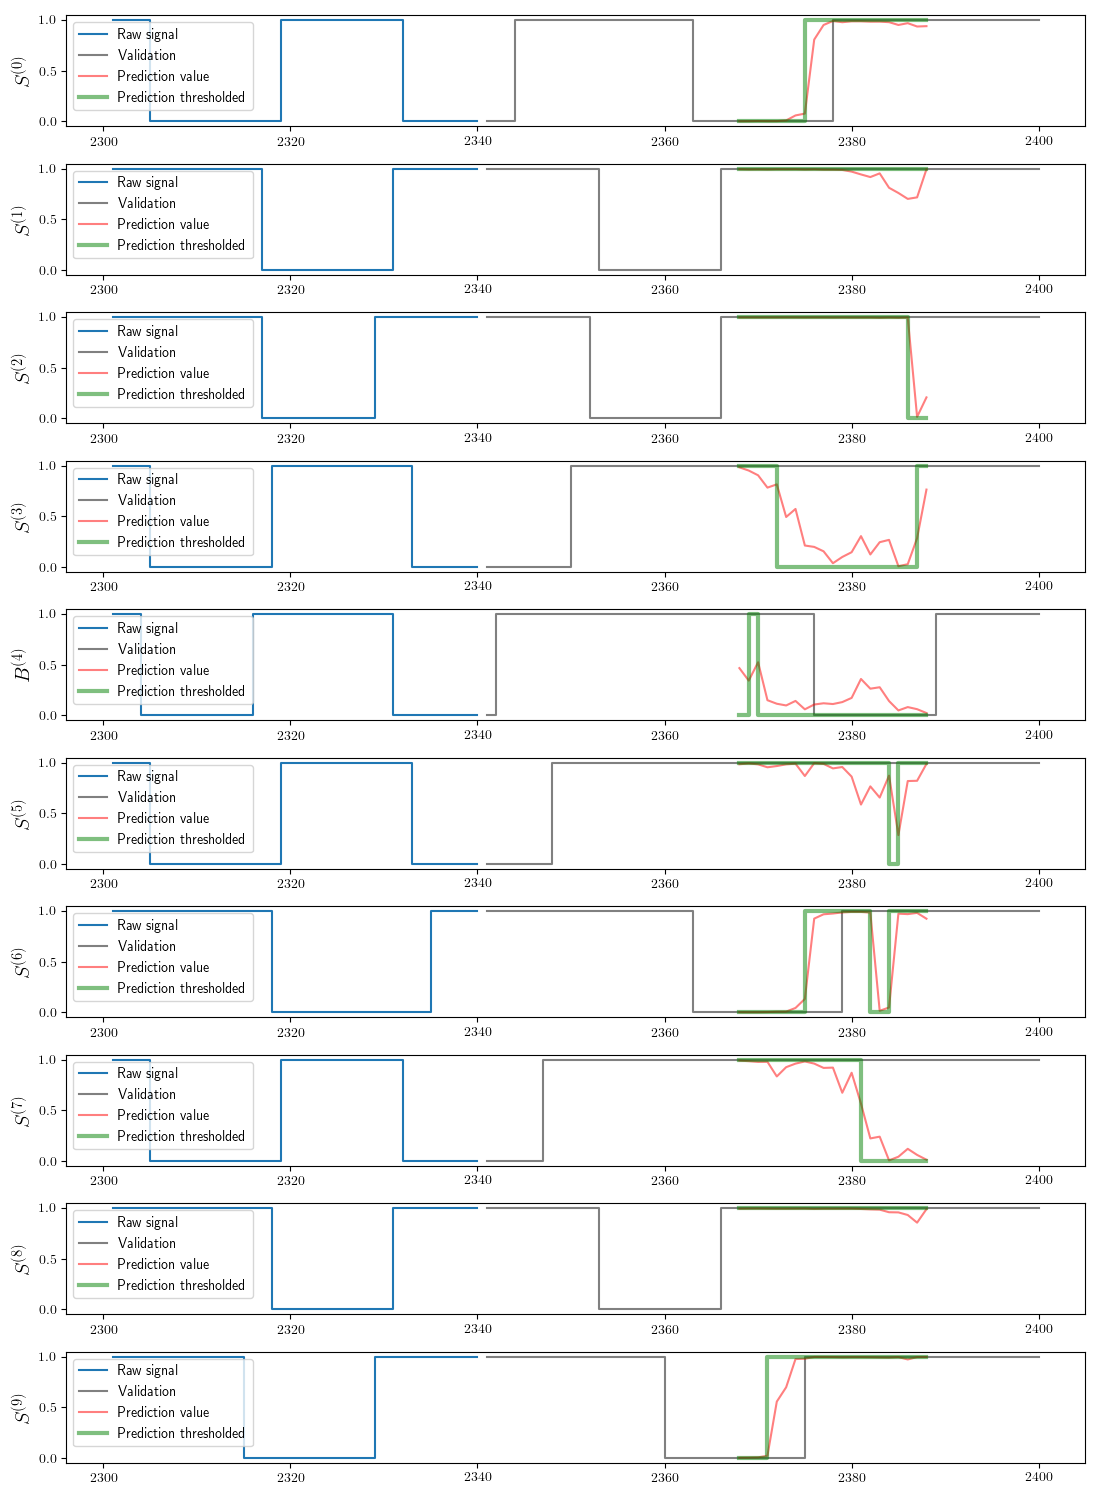 S(0)
1.0
0.5
0.0
Raw signal
Validation
Prediction value
Prediction thresholded
2300 2320 2340 2360 2380 2400
S(1)
1.0
0.5
0.0
Raw signal
Validation
Prediction value
Prediction thresholded
2300 2320 2340 2360 2380 2400
S(2)
1.0
0.5
0.0
Raw signal
Validation
Prediction value
Prediction thresholded
2300 2320 2340 2360 2380 2400
S(3)
1.0
0.5
0.0
Raw signal
Validation
Prediction value
Prediction thresholded
2300 2320 2340 2360 2380 2400
B(4)
1.0
0.5
0.0
Raw signal
Validation
Prediction value
Prediction thresholded
2300 2320 2340 2360 2380 2400
S(5)
1.0
0.5
0.0
Raw signal
Validation
Prediction value
Prediction thresholded
2300 2320 2340 2360 2380 2400
S(6)
1.0
0.5
0.0
Raw signal
Validation
Prediction value
Prediction thresholded
2300 2320 2340 2360 2380 2400
S(7)
1.0
0.5
0.0
Raw signal
Validation
Prediction value
Prediction thresholded
2300 2320 2340 2360 2380 2400
S(8)
1.0
0.5
0.0
Raw signal
Validation
Prediction value
Prediction thresholded
2300 2320 2340 2360 2380 2400
S(9)
1.0
0.5
0.0
Raw signal
Validation
Prediction value
Prediction thresholded
2300 2320 2340 2360 2380 2400